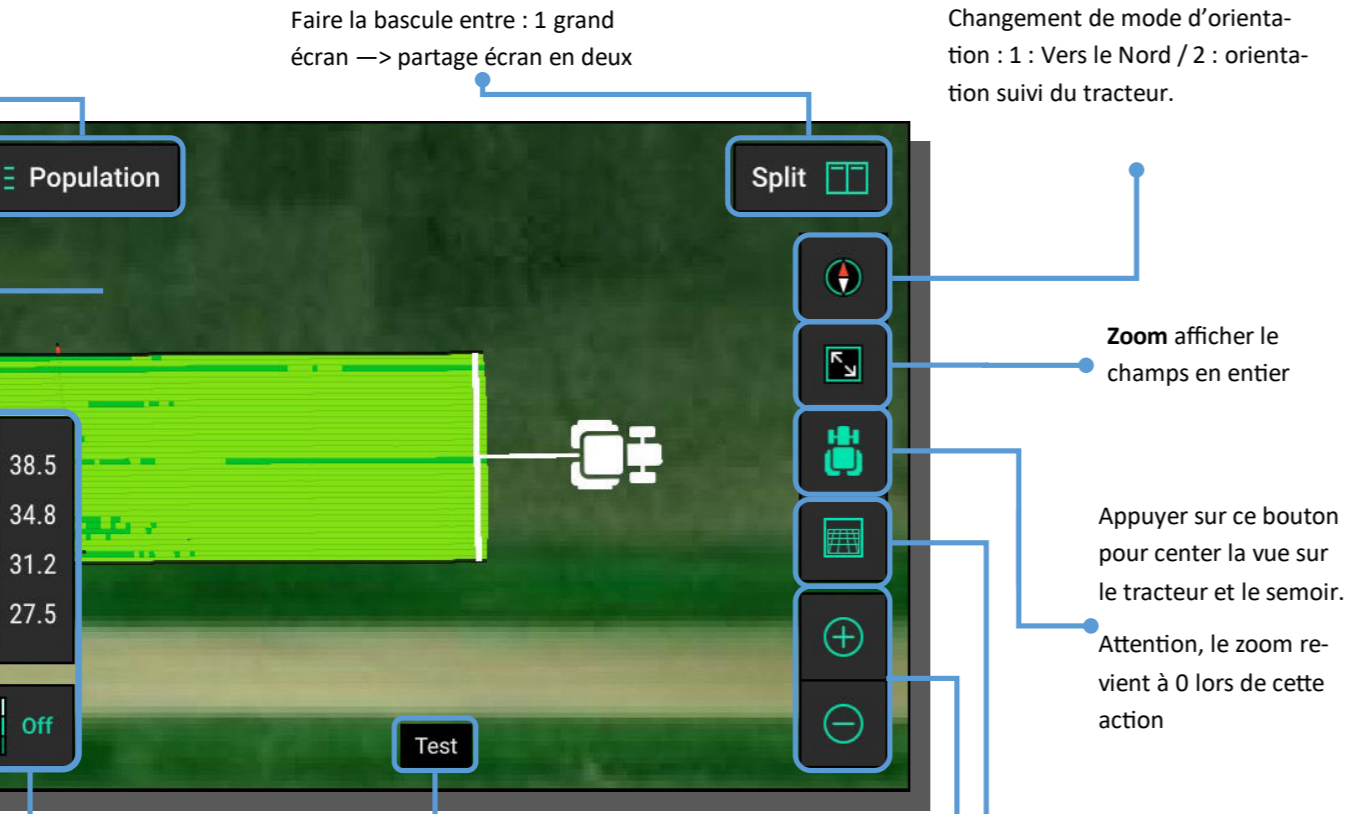 Faire la bascule entre : 1 grand
écran —> partage écran en deux
Changement de mode d'orienta-
tion : 1 : Vers le Nord / 2 : orienta-
tion suivi du tracteur.
Population
Split
Zoom afficher le
champs en entier
38.5
34.8
31.2
27.5
Appuyer sur ce bouton
pour center la vue sur
le tracteur et le semoir.
Attention, le zoom re-
vient à 0 lors de cette
action
Off
Test